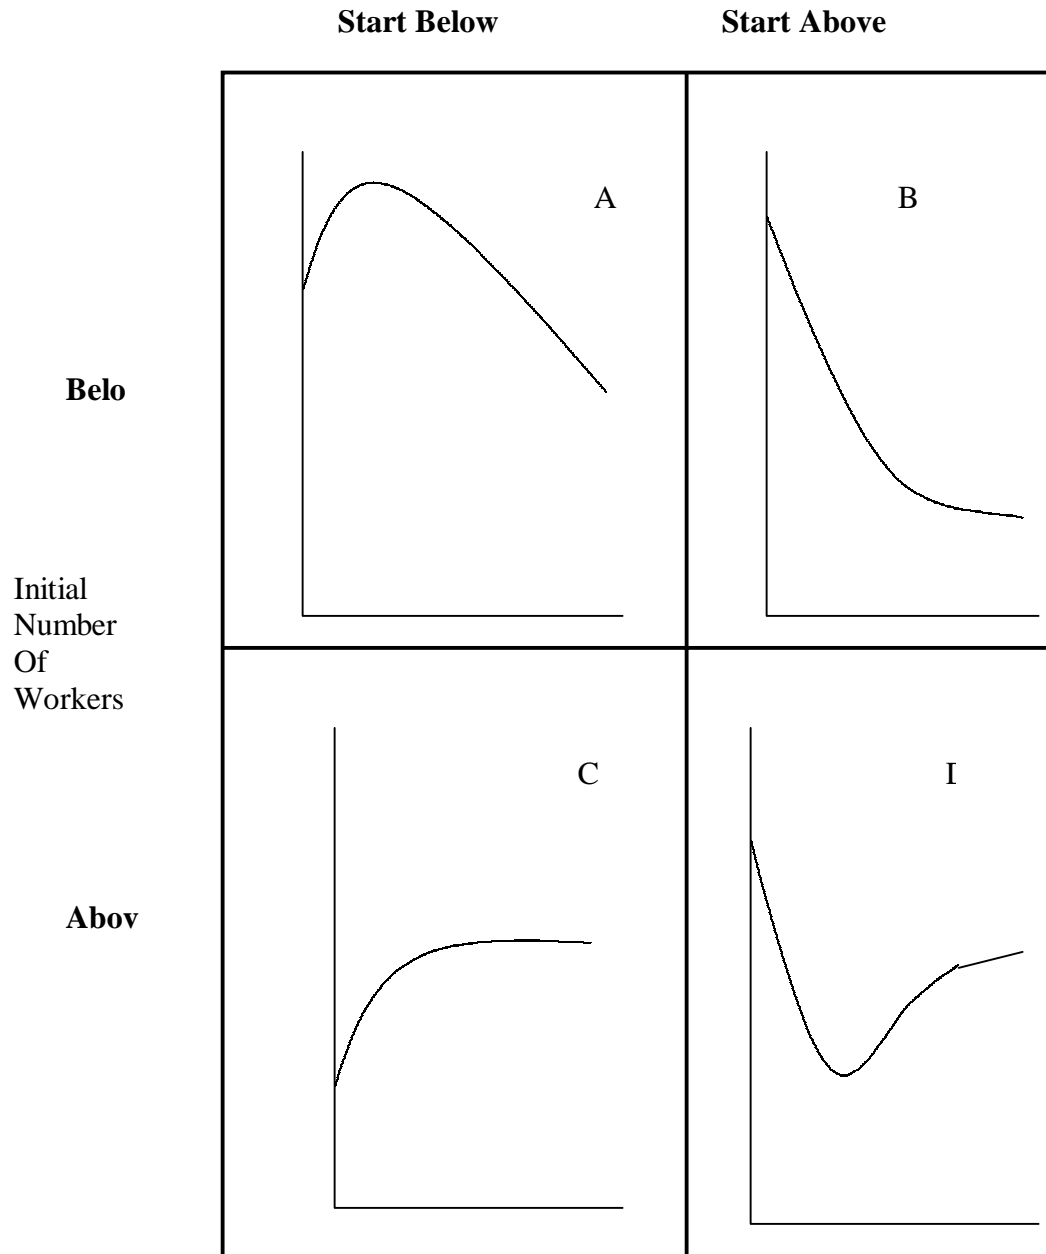 Start Below Start Above
A B
Belo
Initial
Number
Of
Workers
C I
Abov